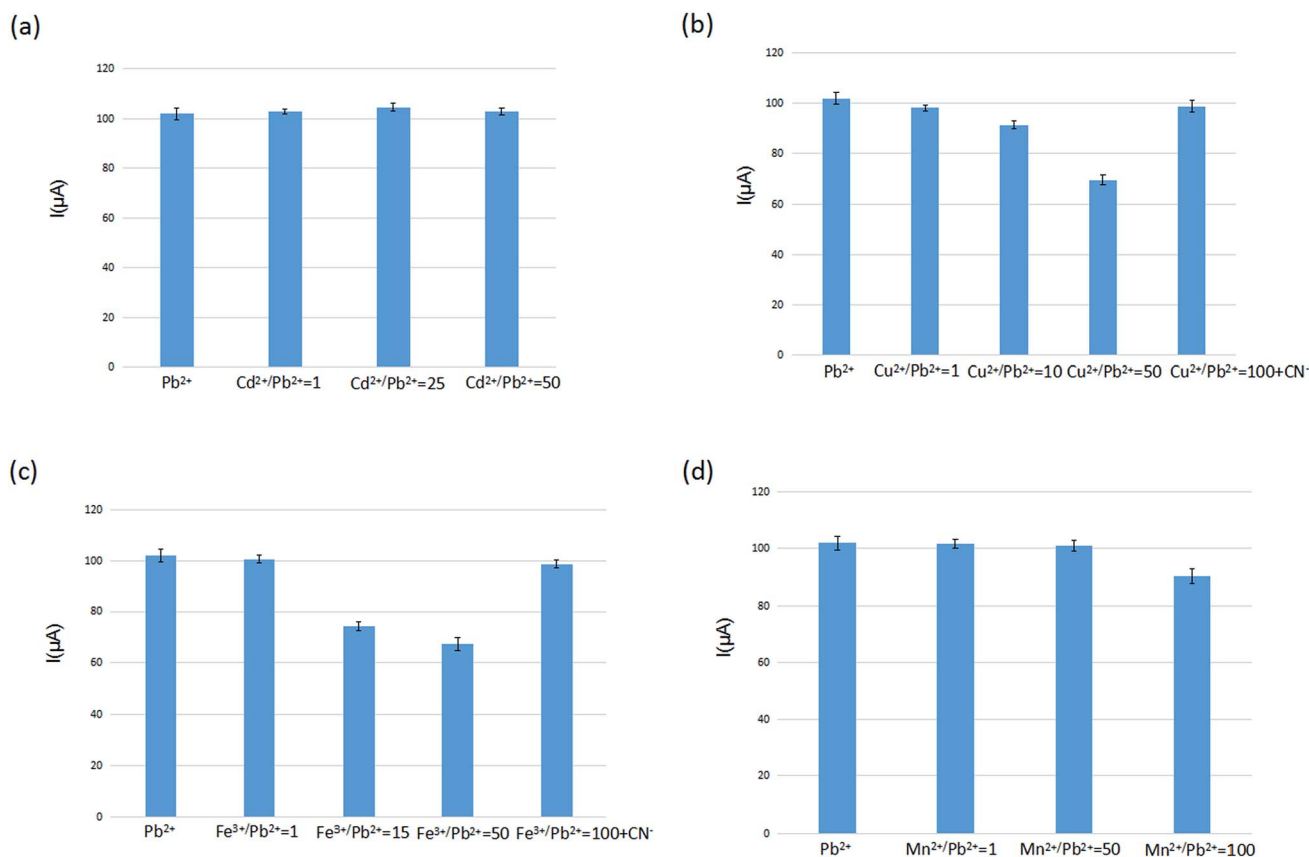 (a)
120
100
80
60
40
20
0
I(µA)
Pb²⁺ Cd²⁺/Pb²⁺=1 Cd²⁺/Pb²⁺=25 Cd²⁺/Pb²⁺=50
(b)
120
100
80
60
40
20
0
I(µA)
Pb²⁺ Cu²⁺/Pb²⁺=1 Cu²⁺/Pb²⁺=10 Cu²⁺/Pb²⁺=50 Cu²⁺/Pb²⁺=100+CN⁻
(c)
120
100
80
60
40
20
0
I(µA)
Pb²⁺ Fe³⁺/Pb²⁺=1 Fe³⁺/Pb²⁺=15 Fe³⁺/Pb²⁺=50 Fe³⁺/Pb²⁺=100+CN⁻
(d)
120
100
80
60
40
20
0
I(µA)
Pb²⁺ Mn²⁺/Pb²⁺=1 Mn²⁺/Pb²⁺=50 Mn²⁺/Pb²⁺=100